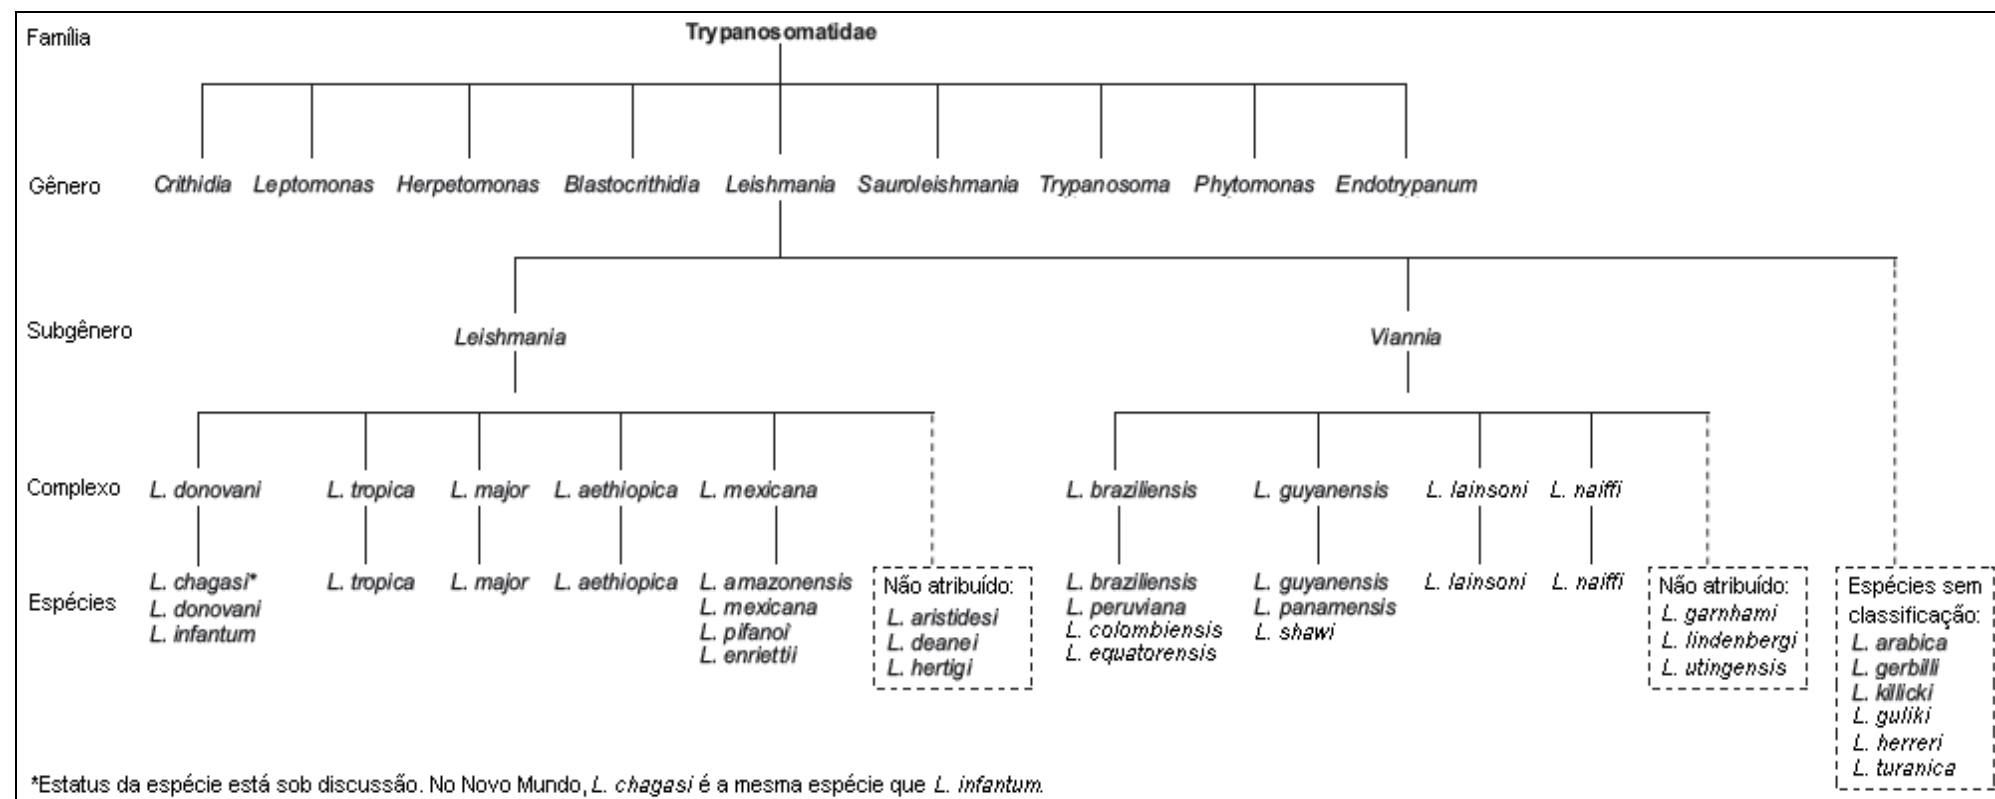 Família
Trypanosomatidae
Gênero
Crithidia Leptomonas Herpetomonas Blastocrithidia Leishmania Sauroleishmania Trypanosoma Phytomonas Endotrypanum
Subgênero
Leishmania Viannia
Complexo
L. donovani L. tropica L. major L. aethiopica L. mexicana L. braziliensis L. guyanensis L. lainsoni L. naiffi
Espécies
L. chagasi*
L. donovani
L. infantum
L. tropica
L. major
L. aethiopica
L. amazonensis
L. mexicana
L. pifanoi
L. enriettii
Não atribuído:
L. aristidesi
L. deanei
L. hertigi
L. braziliensis
L. peruviana
L. colombiensis
L. equatorensis
L. guyanensis
L. panamensis
L. shawi
L. lainsoni
L. naiffi
Não atribuído:
L. garnhami
L. lindenbergi
L. utingensis
Espécies sem
classificação:
L. arabica
L. gerbilli
L. killicki
L. guliki
L. herreri
L. turanica
*Estatus da espécie está sob discussão. No Novo Mundo, L. chagasi é a mesma espécie que L. infantum.